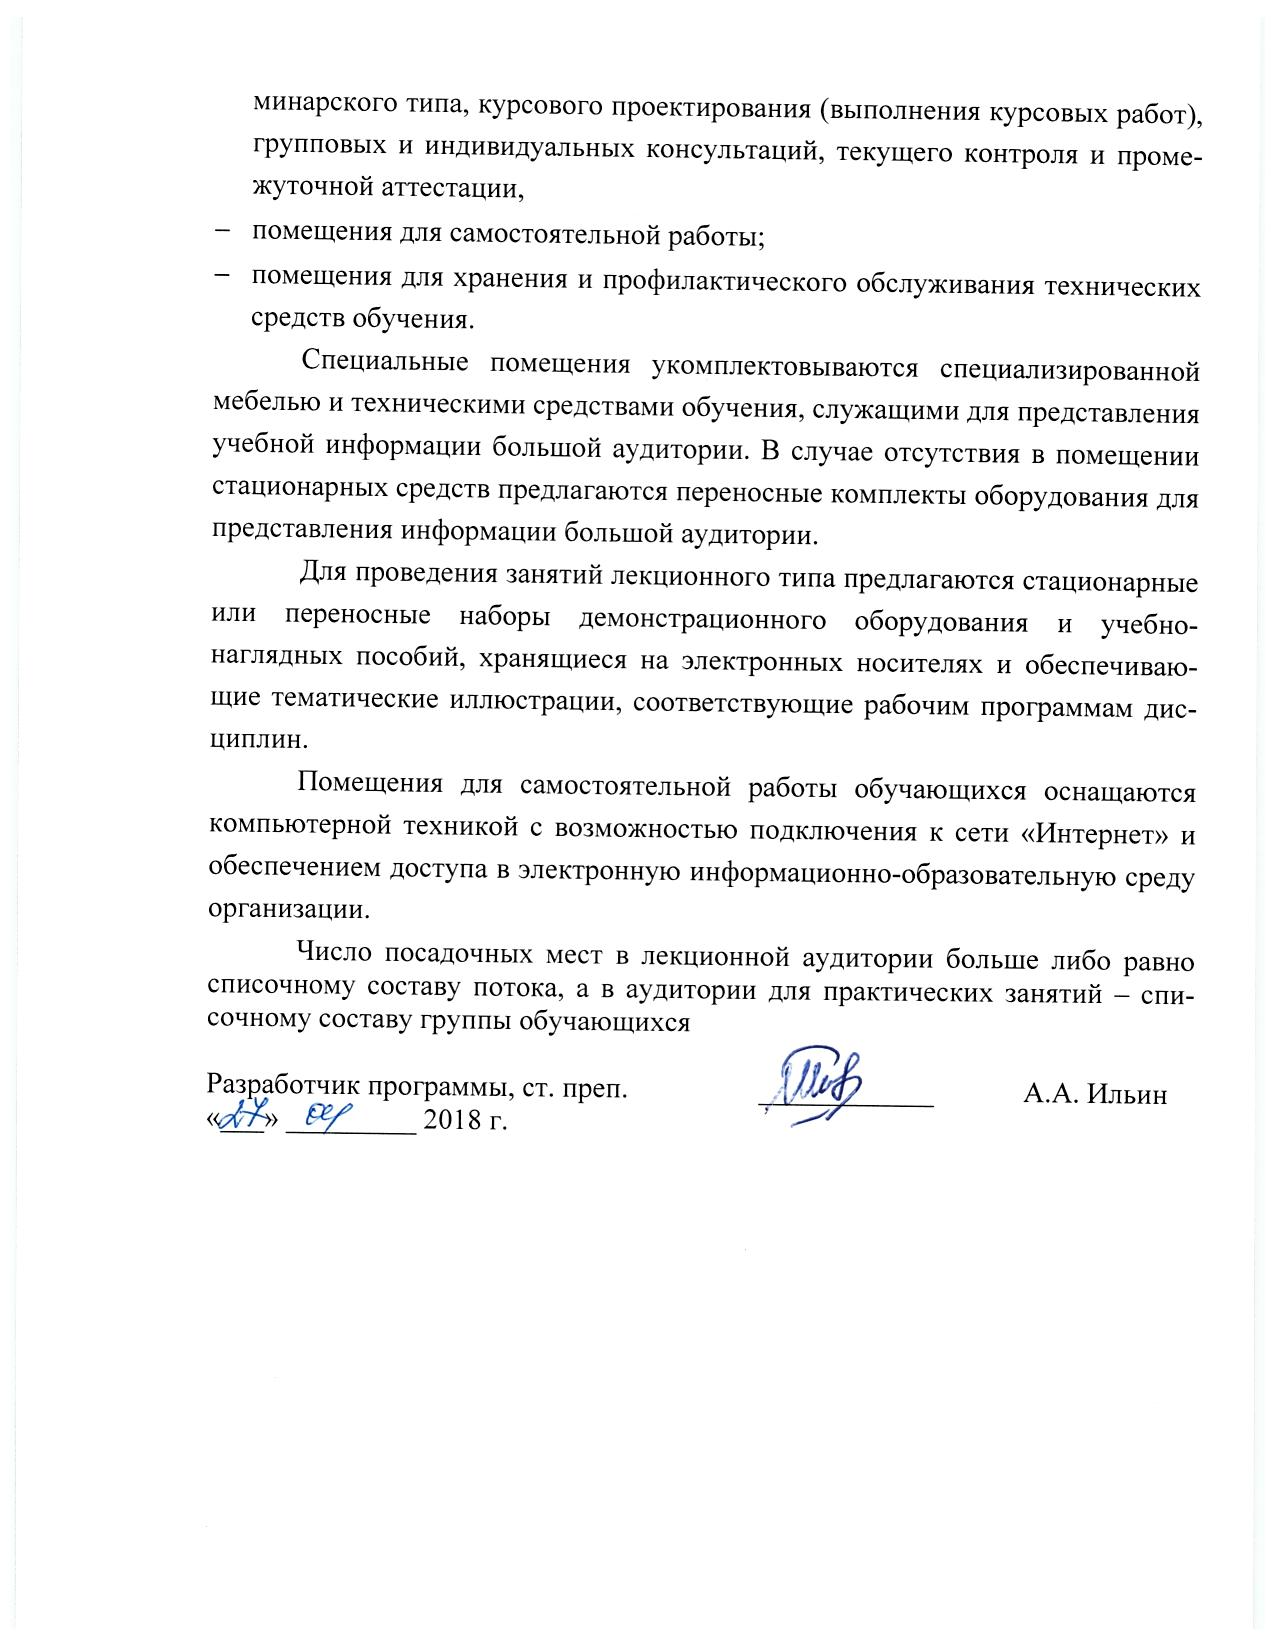 минарского типа, курсового проектирования (выполнения курсовых работ),
групповых и индивидуальных консультаций, текущего контроля и проме-
жуточной аттестации,
– помещения для самостоятельной работы;
– помещения для хранения и профилактического обслуживания технических
средств обучения.
Специальные помещения укомплектовываются специализированной
мебелью и техническими средствами обучения, служащими для представления
учебной информации большой аудитории. В случае отсутствия в помещении
стационарных средств предлагаются переносные комплекты оборудования для
представления информации большой аудитории.
Для проведения занятий лекционного типа предлагаются стационарные
или переносные наборы демонстрационного оборудования и учебно-
наглядных пособий, хранящиеся на электронных носителях и обеспечиваю-
щие тематические иллюстрации, соответствующие рабочим программам дис-
циплин.
Помещения для самостоятельной работы обучающихся оснащаются
компьютерной техникой с возможностью подключения к сети «Интернет» и
обеспечением доступа в электронную информационно-образовательную среду
организации.
Число посадочных мест в лекционной аудитории больше либо равно
списочному составу потока, а в аудитории для практических занятий – спи-
сочному составу группы обучающихся
Разработчик программы, ст. преп. ____________ А.А. Ильин
«27» _________ 2018 г.